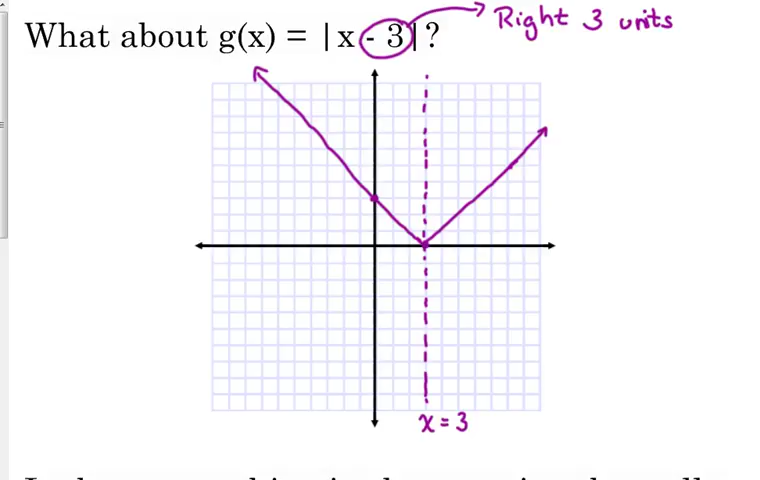 Right 3 units
What about g(x) = |x - 3|?
x = 3